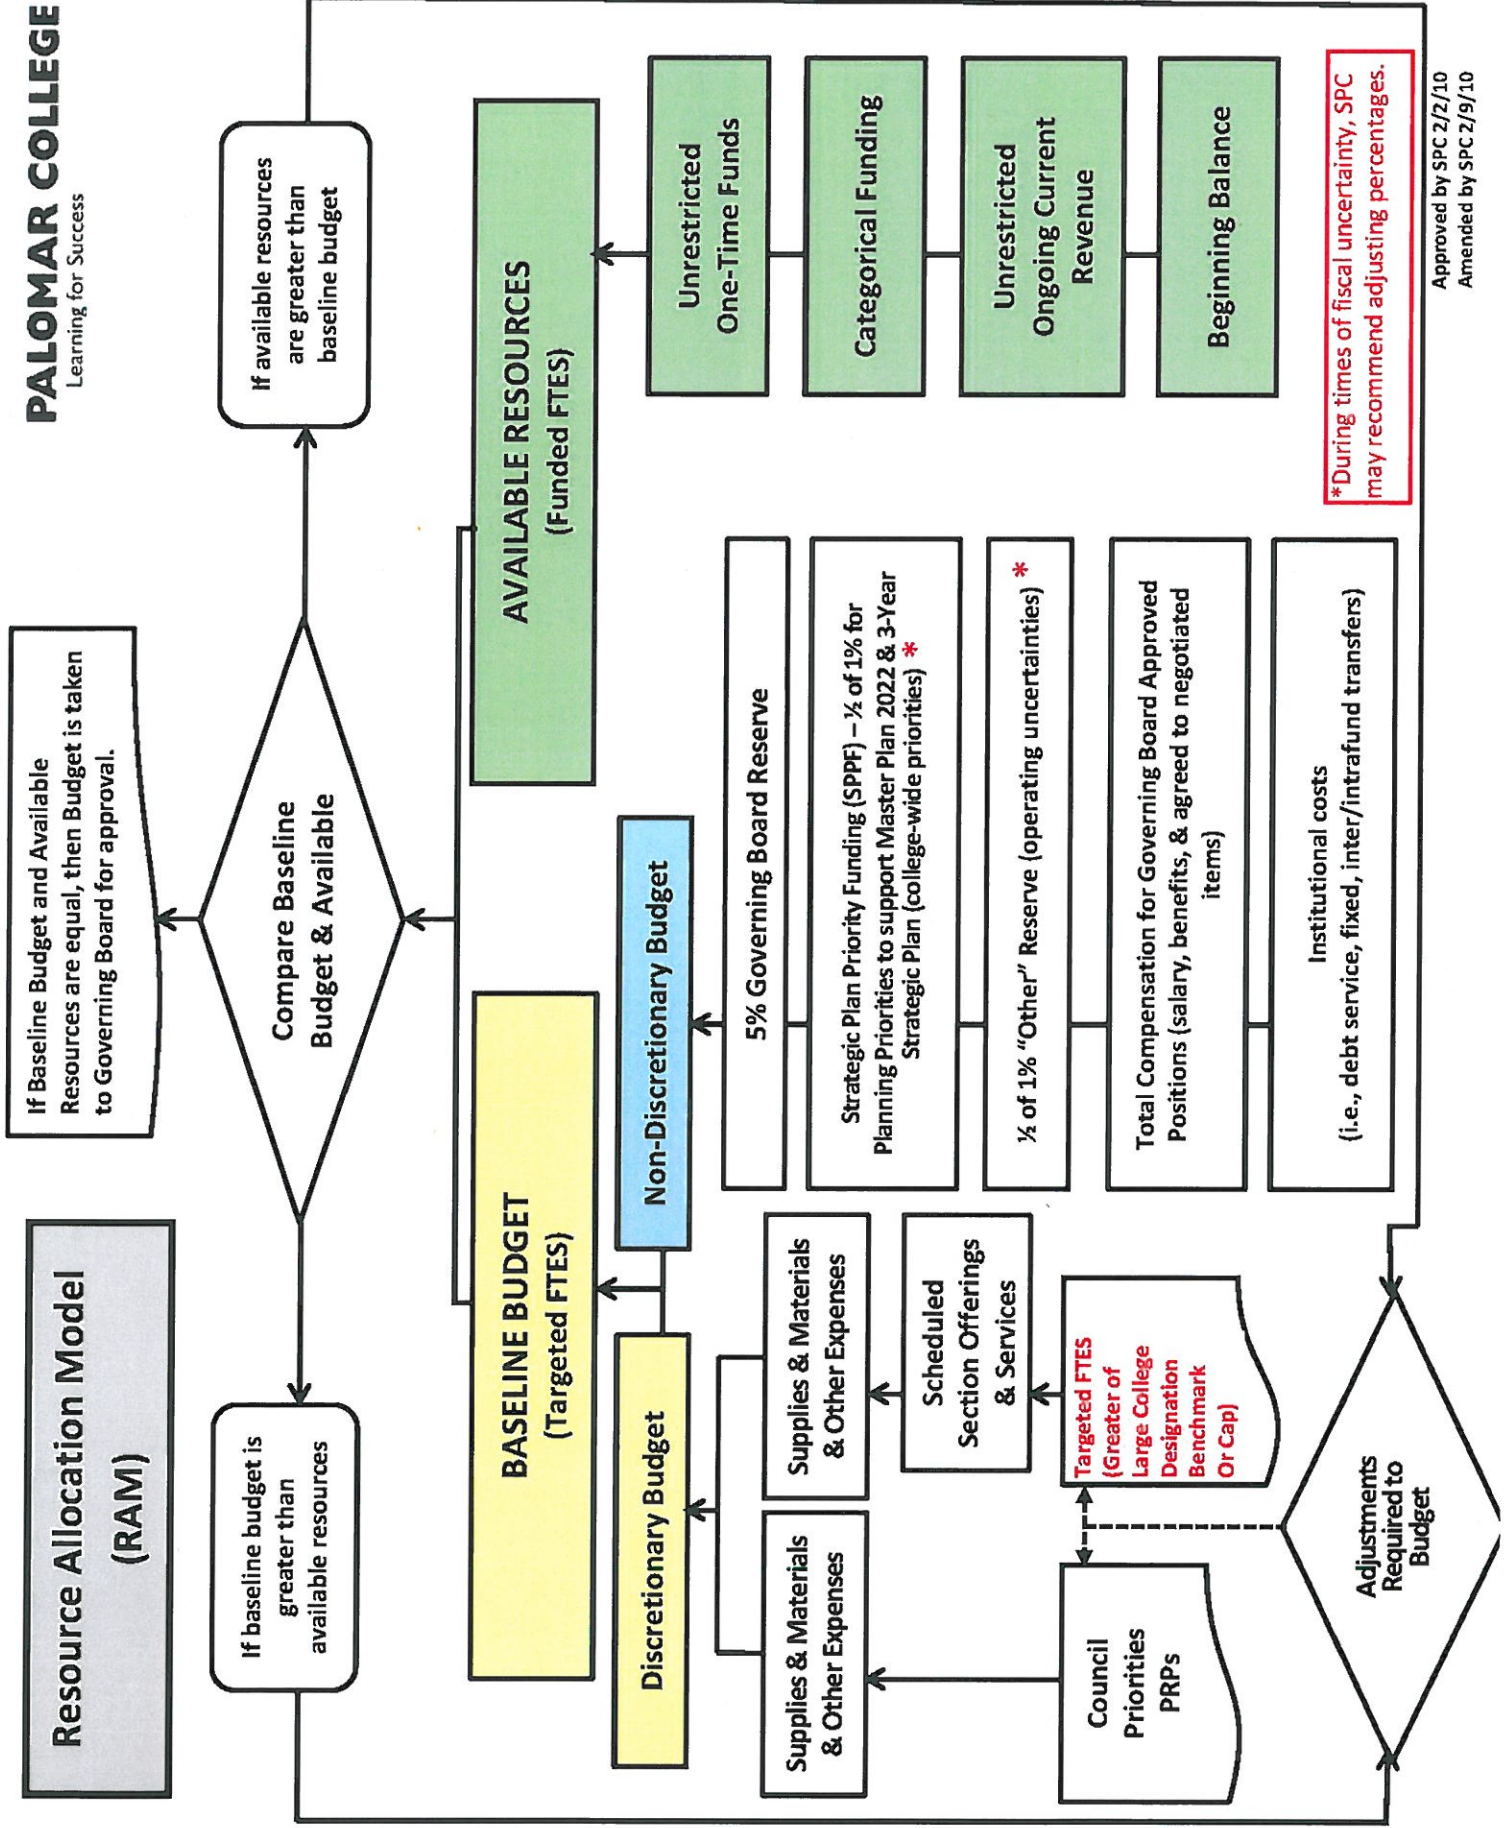 Resource Allocation Model
(RAM)
If Baseline Budget and Available
Resources are equal, then Budget is taken
to Governing Board for approval.
PALOMAR COLLEGE
Learning for Success
If baseline budget is
greater than
available resources
Compare Baseline
Budget & Available
If available resources
are greater than
baseline budget
BASELINE BUDGET
(Targeted FTES)
AVAILABLE RESOURCES
(Funded FTES)
Discretionary Budget
Non-Discretionary Budget
Supplies & Materials
& Other Expenses
Supplies & Materials
& Other Expenses
Scheduled
Section Offerings
& Services
Council
Priorities
PRPs
Targeted FTES
(Greater of
Large College
Designation
Benchmark
Or Cap)
5% Governing Board Reserve
Strategic Plan Priority Funding (SPPF) – ½ of 1% for
Planning Priorities to support Master Plan 2022 & 3-Year
Strategic Plan (college-wide priorities) *
½ of 1% “Other” Reserve (operating uncertainties) *
Total Compensation for Governing Board Approved
Positions (salary, benefits, & agreed to negotiated
items)
Institutional costs
(i.e., debt service, fixed, inter/intrafund transfers)
Unrestricted
One-Time Funds
Categorical Funding
Unrestricted
Ongoing Current
Revenue
Beginning Balance
Adjustments
Required to
Budget
*During times of fiscal uncertainty, SPC
may recommend adjusting percentages.
Approved by SPC 2/2/10
Amended by SPC 2/9/10